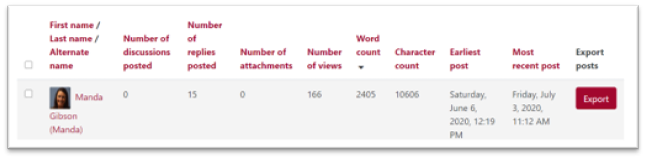 First name / Last name / Alternate name
Number of discussions posted
Number of replies posted
Number of attachments
Number of views
Word count
Character count
Earliest post
Most recent post
Export posts
Manda Gibson (Manda)
0
15
0
166
2405
10606
Saturday, June 6, 2020, 12:19 PM
Friday, July 3, 2020, 11:12 AM
Export